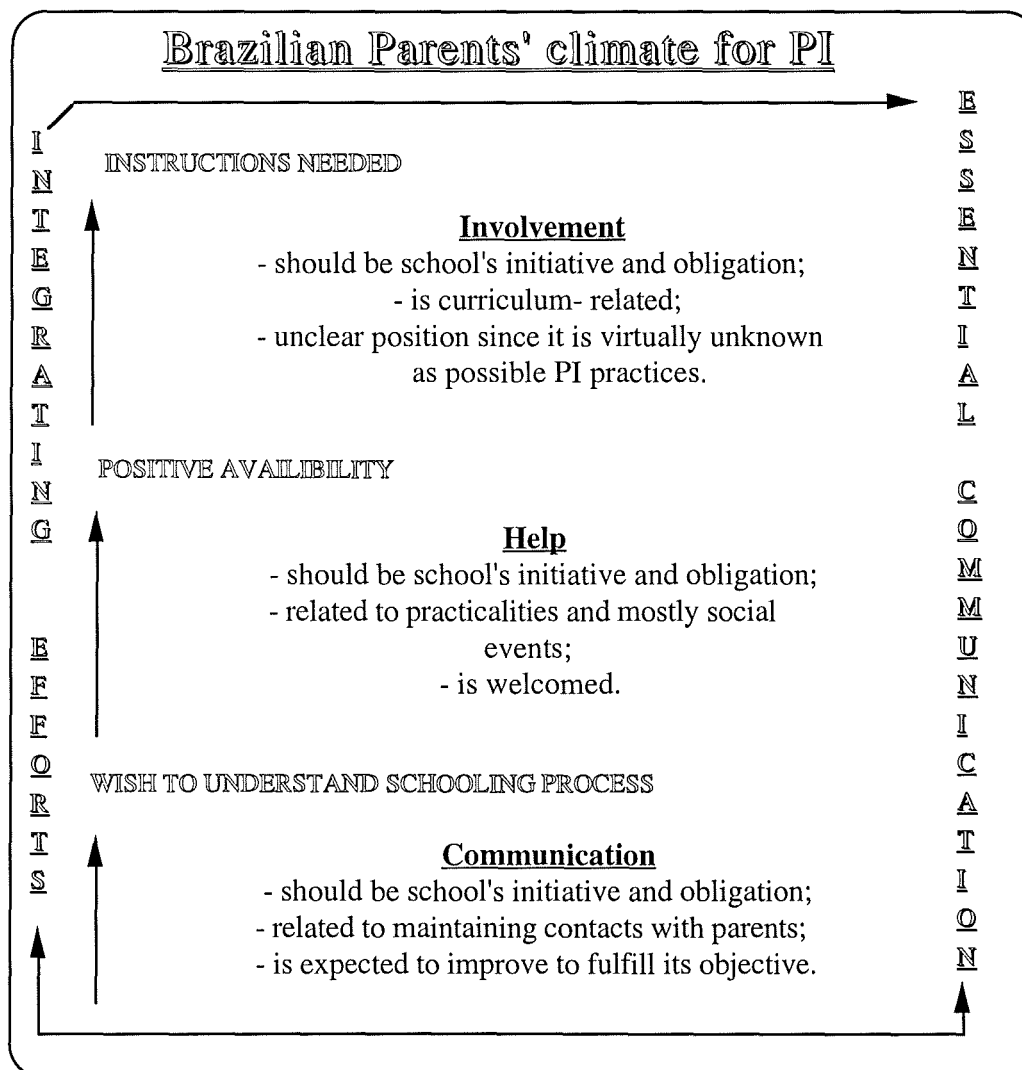 Brazilian Parents' climate for PI
INTEGRATING EFFORTS
INSTRUCTIONS NEEDED
Involvement
- should be school's initiative and obligation;
- is curriculum- related;
- unclear position since it is virtually unknown
as possible PI practices.
POSITIVE AVAILIBILITY
Help
- should be school's initiative and obligation;
- related to practicalities and mostly social
events;
- is welcomed.
WISH TO UNDERSTAND SCHOOLING PROCESS
Communication
- should be school's initiative and obligation;
- related to maintaining contacts with parents;
- is expected to improve to fulfill its objective.
ESSENTIAL COMMUNICATION